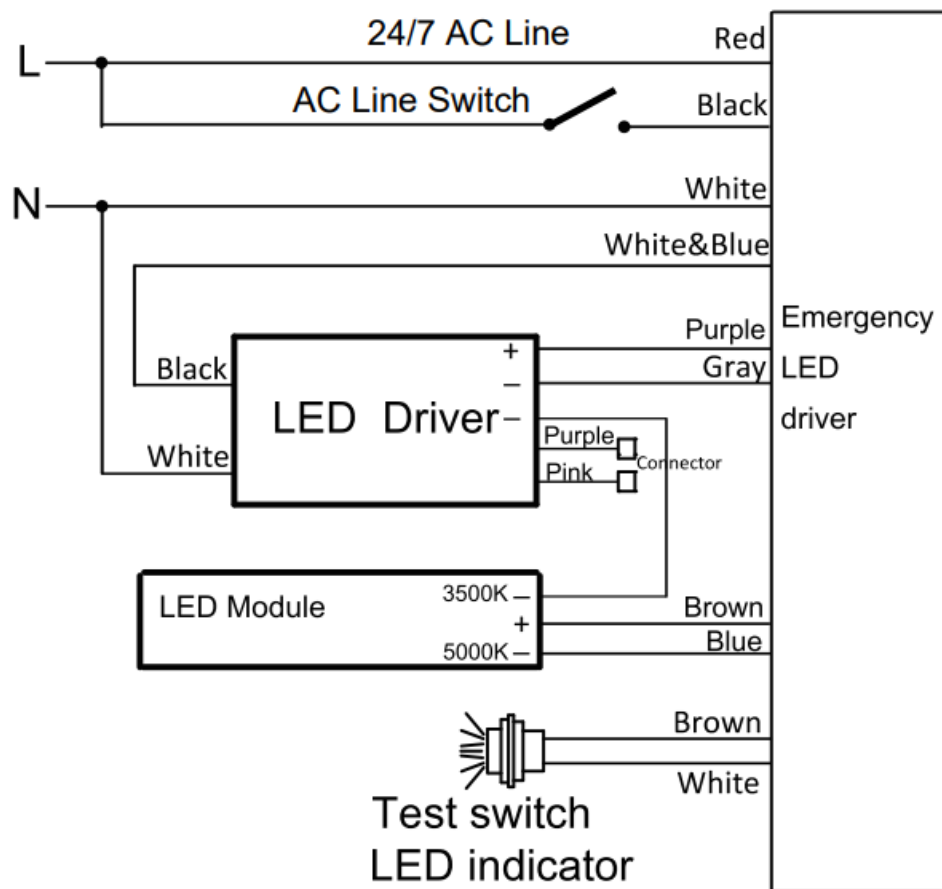 24/7 AC Line
Red
L
AC Line Switch
Black
N
White
White&Blue
Purple
Emergency
Gray
LED
driver
Black
White
LED Driver
+
–
–
Purple
Pink
Connector
LED Module
3500K –
+
5000K –
Brown
Blue
Brown
White
Test switch
LED indicator